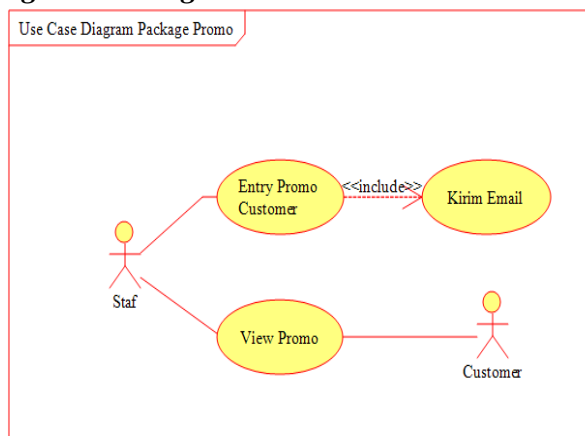 Use Case Diagram Package Promo
Entry Promo
Customer
<<include>>
Kirim Email
Staf
View Promo
Customer